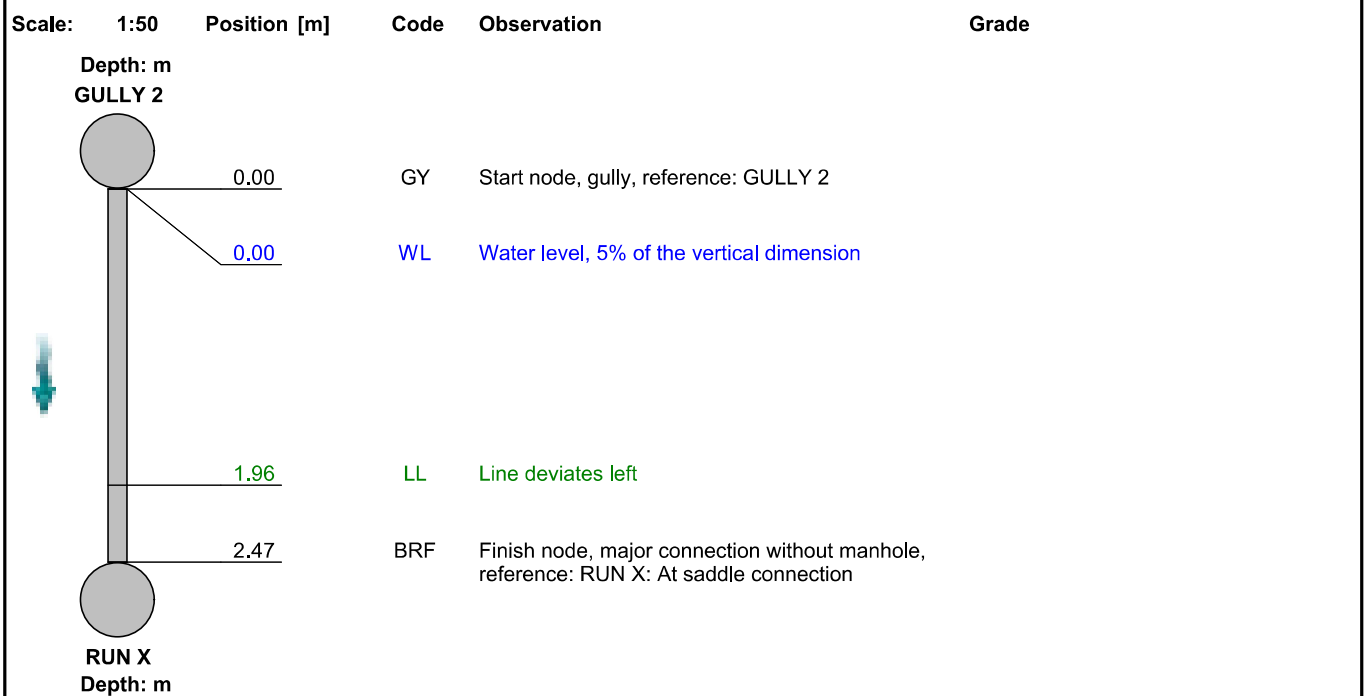 Scale: 1:50 Position [m] Code Observation Grade
Depth: m
GULLY 2
0.00 GY Start node, gully, reference: GULLY 2
0.00 WL Water level, 5% of the vertical dimension
1.96 LL Line deviates left
2.47 BRF Finish node, major connection without manhole,
reference: RUN X: At saddle connection
RUN X
Depth: m